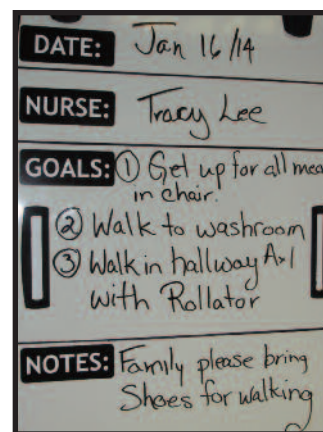 DATE: Jan 16/14
NURSE: Tracy Lee
GOALS: ① Get up for all mea
in chair.
② Walk to washroom
③ Walk in hallway A×1
with Rollator
NOTES: Family please bring
Shoes for walking